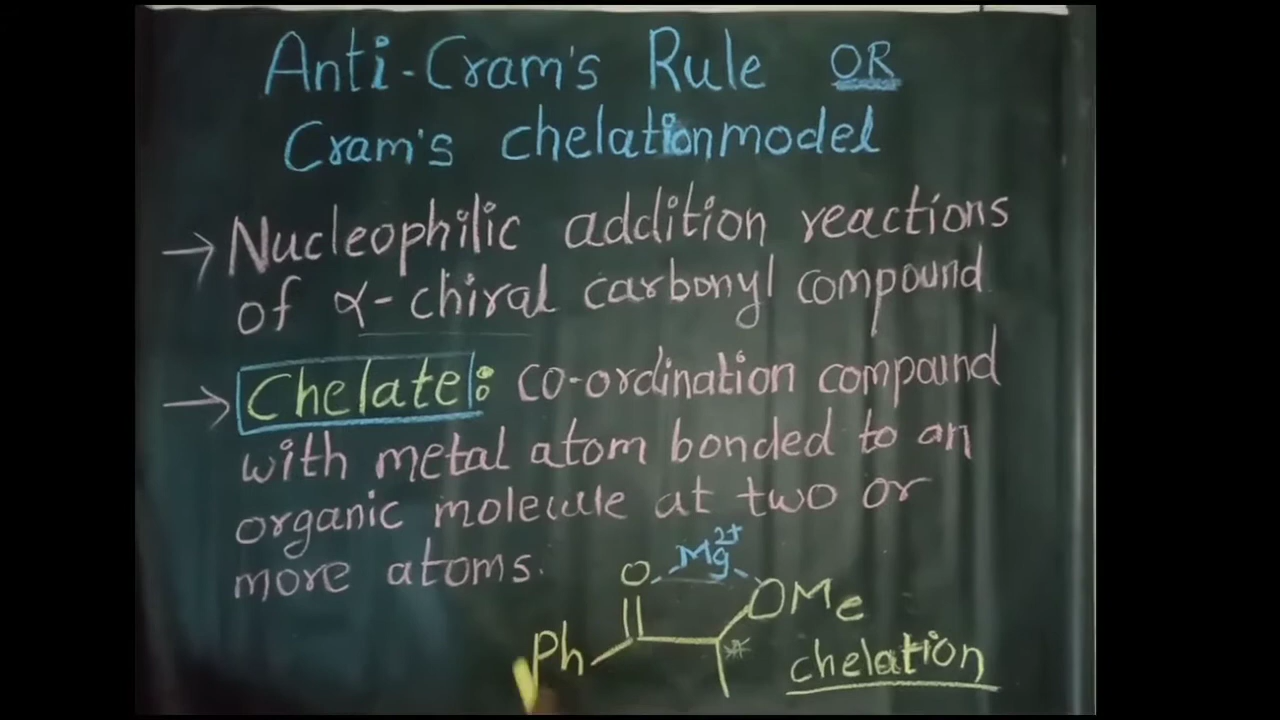 Anti-Cram's Rule OR
Cram's chelationmodel
→ Nucleophilic addition reactions
of α-chiral carbonyl compound
→ Chelate: co-ordination compound
with metal atom bonded to an
organic molecule at two or
more atoms.
Mg2+
O OMe
Ph * chelation